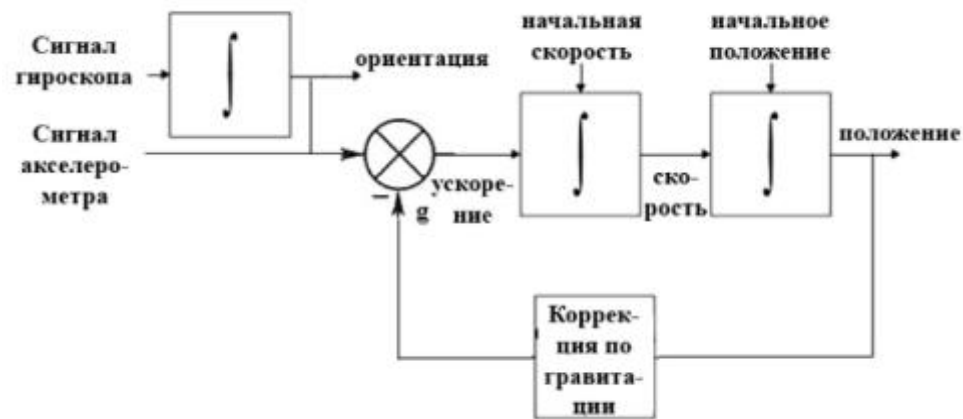 Сигнал
гироскопа
∫
ориентация
начальная
скорость
начальное
положение
Сигнал
акселеро-
метра
−
g
ускоре-
ние
∫
ско-
рость
∫
положение
Коррек-
ция по
гравита-
ции